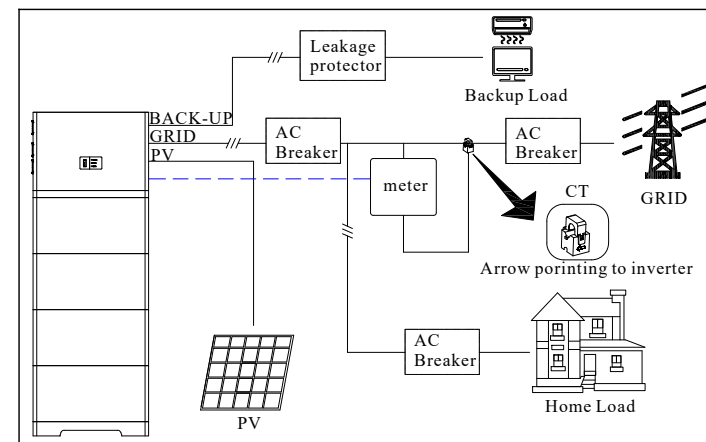 Leakage
protector
Backup Load
BACK-UP
GRID
PV
AC
Breaker
AC
Breaker
meter
CT
GRID
Arrow porinting to inverter
AC
Breaker
PV
Home Load